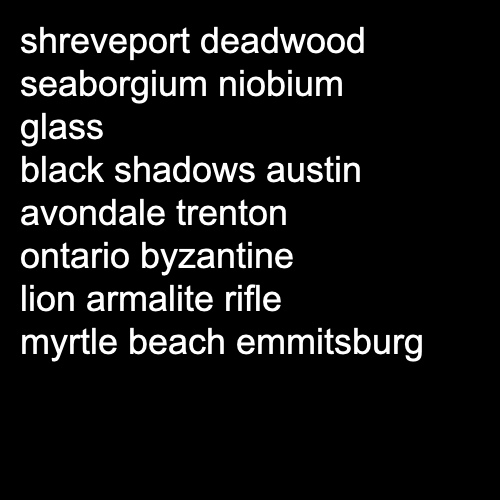 shreveport deadwood
seaborgium niobium
glass
black shadows austin
avondale trenton
ontario byzantine
lion armalite rifle
myrtle beach emmitsburg